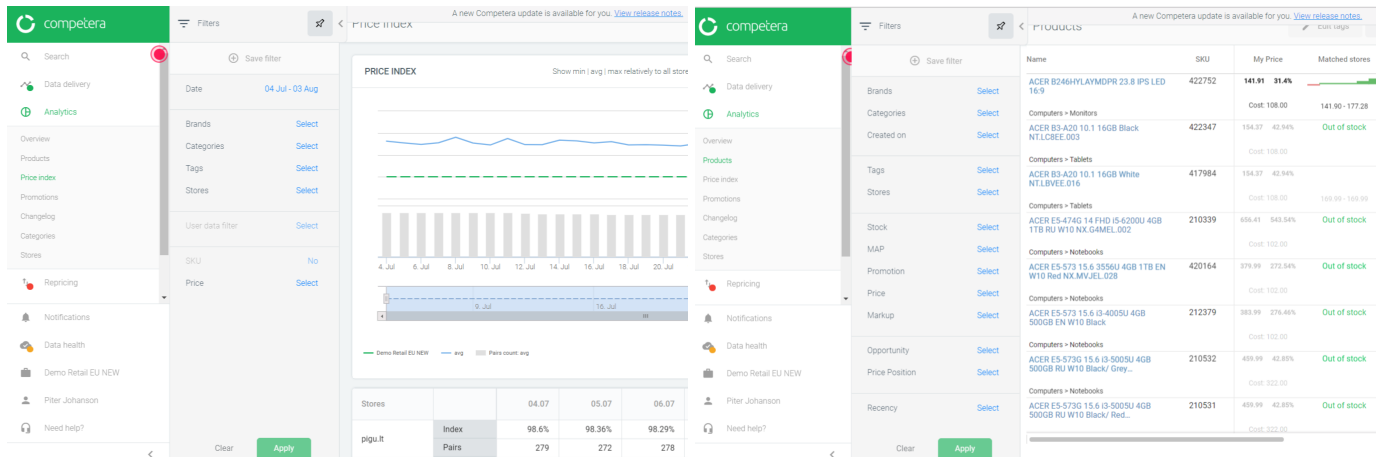 competera
Search
Data delivery
Analytics
Overview
Products
Price index
Promotions
Changelog
Categories
Stores
Repricing
Notifications
Data health
Demo Retail EU NEW
Piter Johanson
Need help?
Filters
Save filter
Date 04 Jul - 03 Aug
Brands Select
Categories Select
Tags Select
Stores Select
User data filter Select
SKU No
Price Select
Clear Apply
A new Competera update is available for you. View release notes.
Price index
PRICE INDEX Show min | avg | max relatively to all store
4. Jul 6. Jul 8. Jul 10. Jul 12. Jul 14. Jul 16. Jul 18. Jul 20. Jul
9. Jul 16. Jul
Demo Retail EU NEW avg Pairs count: avg
Stores 04.07 05.07 06.07
pigu.lt Index 98.6% 98.36% 98.29%
Pairs 279 272 278
competera
Search
Data delivery
Analytics
Overview
Products
Price index
Promotions
Changelog
Categories
Stores
Repricing
Notifications
Data health
Demo Retail EU NEW
Piter Johanson
Need help?
Filters
Save filter
Brands Select
Categories Select
Created on Select
Tags Select
Stores Select
Stock Select
MAP Select
Promotion Select
Price Select
Markup Select
Opportunity Select
Price Position Select
Recency Select
Clear Apply
A new Competera update is available for you. View release notes.
Products Edit tags
Name SKU My Price Matched stores
ACER B246HYLAYMDPR 23.8 IPS LED 422752 141.91 31.4%
16:9
Cost: 108.00 141.90 - 177.28
Computers > Monitors
ACER B3-A20 10.1 16GB Black 422347 154.37 42.94% Out of stock
NT.LC8EE.003
Cost: 108.00
Computers > Tablets
ACER B3-A20 10.1 16GB White 417984 154.37 42.94%
NT.LBVEE.016
Cost: 108.00 169.99 - 169.99
Computers > Tablets
ACER E5-474G 14 FHD i5-6200U 4GB 210339 656.41 543.54% Out of stock
1TB RU W10 NX.G4MEL.002
Cost: 102.00
Computers > Notebooks
ACER E5-573 15.6 3556U 4GB 1TB EN 420164 379.99 272.54% Out of stock
W10 Red NX.MVJEL.028
Cost: 102.00
Computers > Notebooks
ACER E5-573 15.6 i3-4005U 4GB 212379 383.99 276.46% Out of stock
500GB EN W10 Black
Cost: 102.00
Computers > Notebooks
ACER E5-573G 15.6 i3-5005U 4GB 210532 459.99 42.85% Out of stock
500GB RU W10 Black/ Grey...
Cost: 322.00
Computers > Notebooks
ACER E5-573G 15.6 i3-5005U 4GB 210531 459.99 42.85% Out of stock
500GB RU W10 Black/ Red...
Cost: 322.00